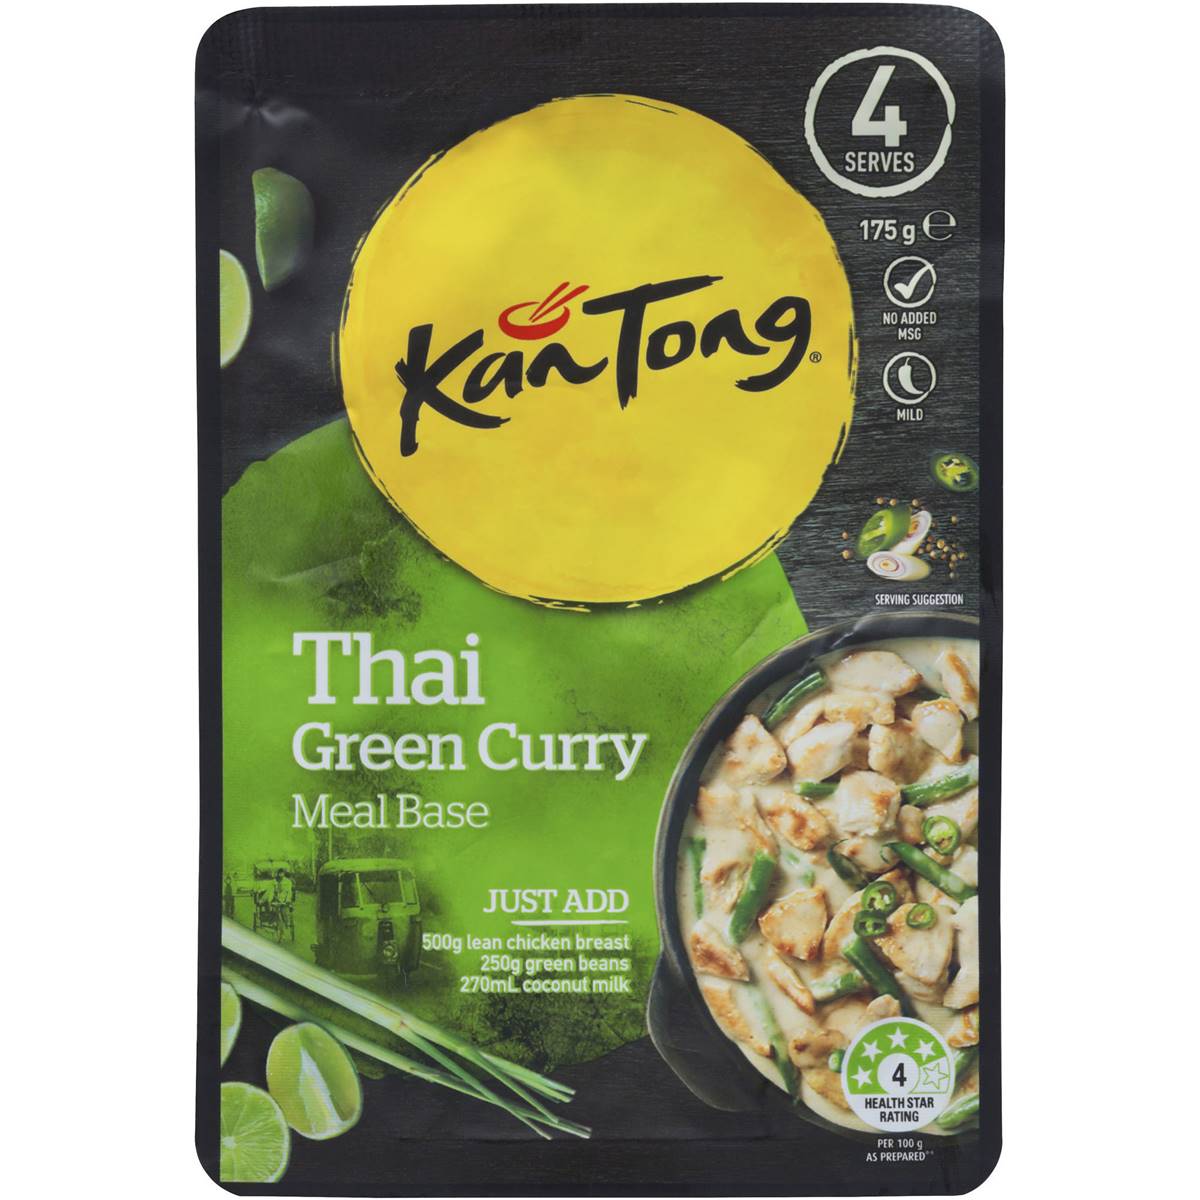 4
SERVES
175 g ℮
NO ADDED
MSG
MILD
KanTong®
SERVING SUGGESTION
Thai
Green Curry
Meal Base
JUST ADD
500g lean chicken breast
250g green beans
270mL coconut milk
4
HEALTH STAR
RATING
PER 100 g
AS PREPARED**